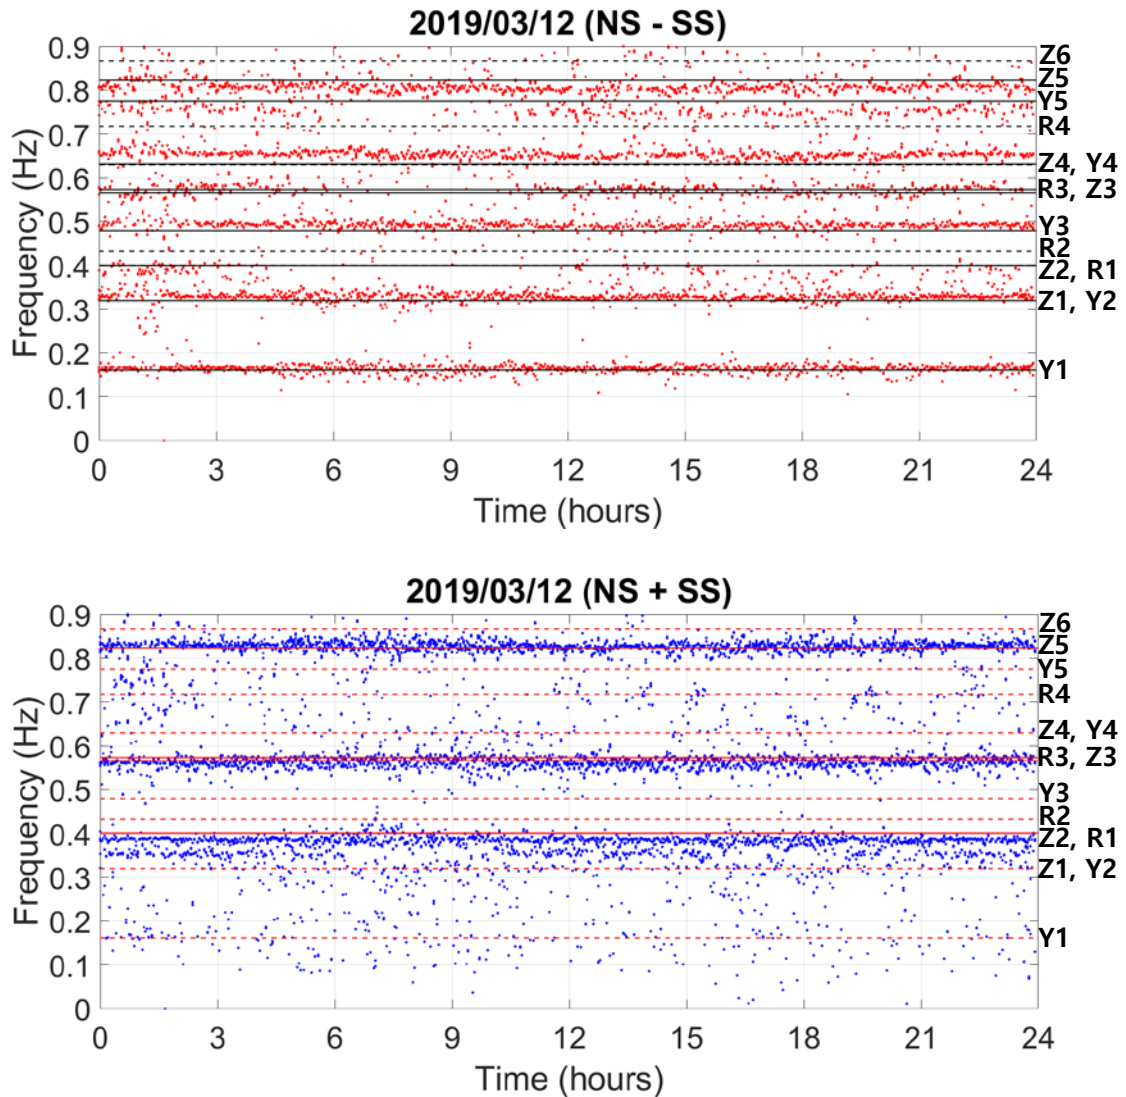 2019/03/12 (NS - SS)
Frequency (Hz)
0.9
0.8
0.7
0.6
0.5
0.4
0.3
0.2
0.1
0
Z6
Z5
Y5
R4
Z4, Y4
R3, Z3
Y3
R2
Z2, R1
Z1, Y2
Y1
0 3 6 9 12 15 18 21 24
Time (hours)
2019/03/12 (NS + SS)
Frequency (Hz)
0.9
0.8
0.7
0.6
0.5
0.4
0.3
0.2
0.1
0
Z6
Z5
Y5
R4
Z4, Y4
R3, Z3
Y3
R2
Z2, R1
Z1, Y2
Y1
0 3 6 9 12 15 18 21 24
Time (hours)